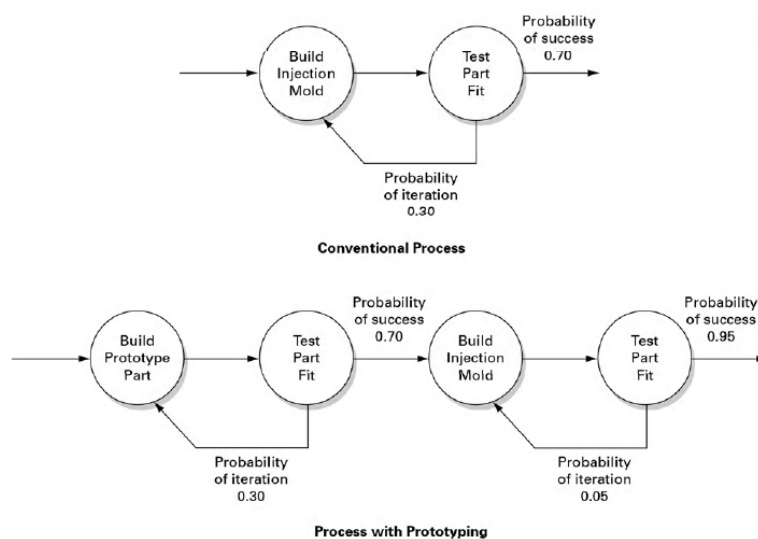 Probability
of success
0.70
Build
Injection
Mold
Test
Part
Fit
Probability
of iteration
0.30
Conventional Process
Probability
of success
0.70
Probability
of success
0.95
Build
Prototype
Part
Test
Part
Fit
Build
Injection
Mold
Test
Part
Fit
Probability
of iteration
0.30
Probability
of iteration
0.05
Process with Prototyping